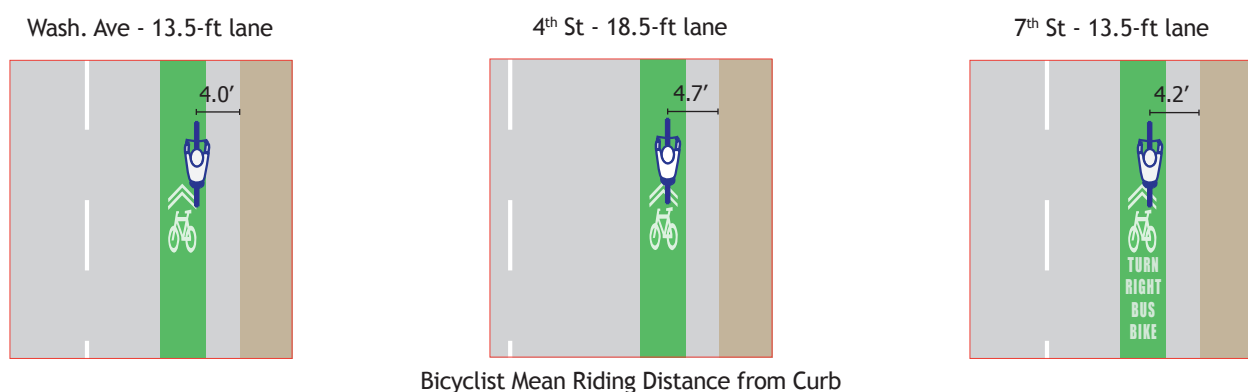 Wash. Ave - 13.5-ft lane
4th St - 18.5-ft lane
7th St - 13.5-ft lane
4.0’
4.7’
4.2’
TURN
RIGHT
BUS
BIKE
Bicyclist Mean Riding Distance from Curb